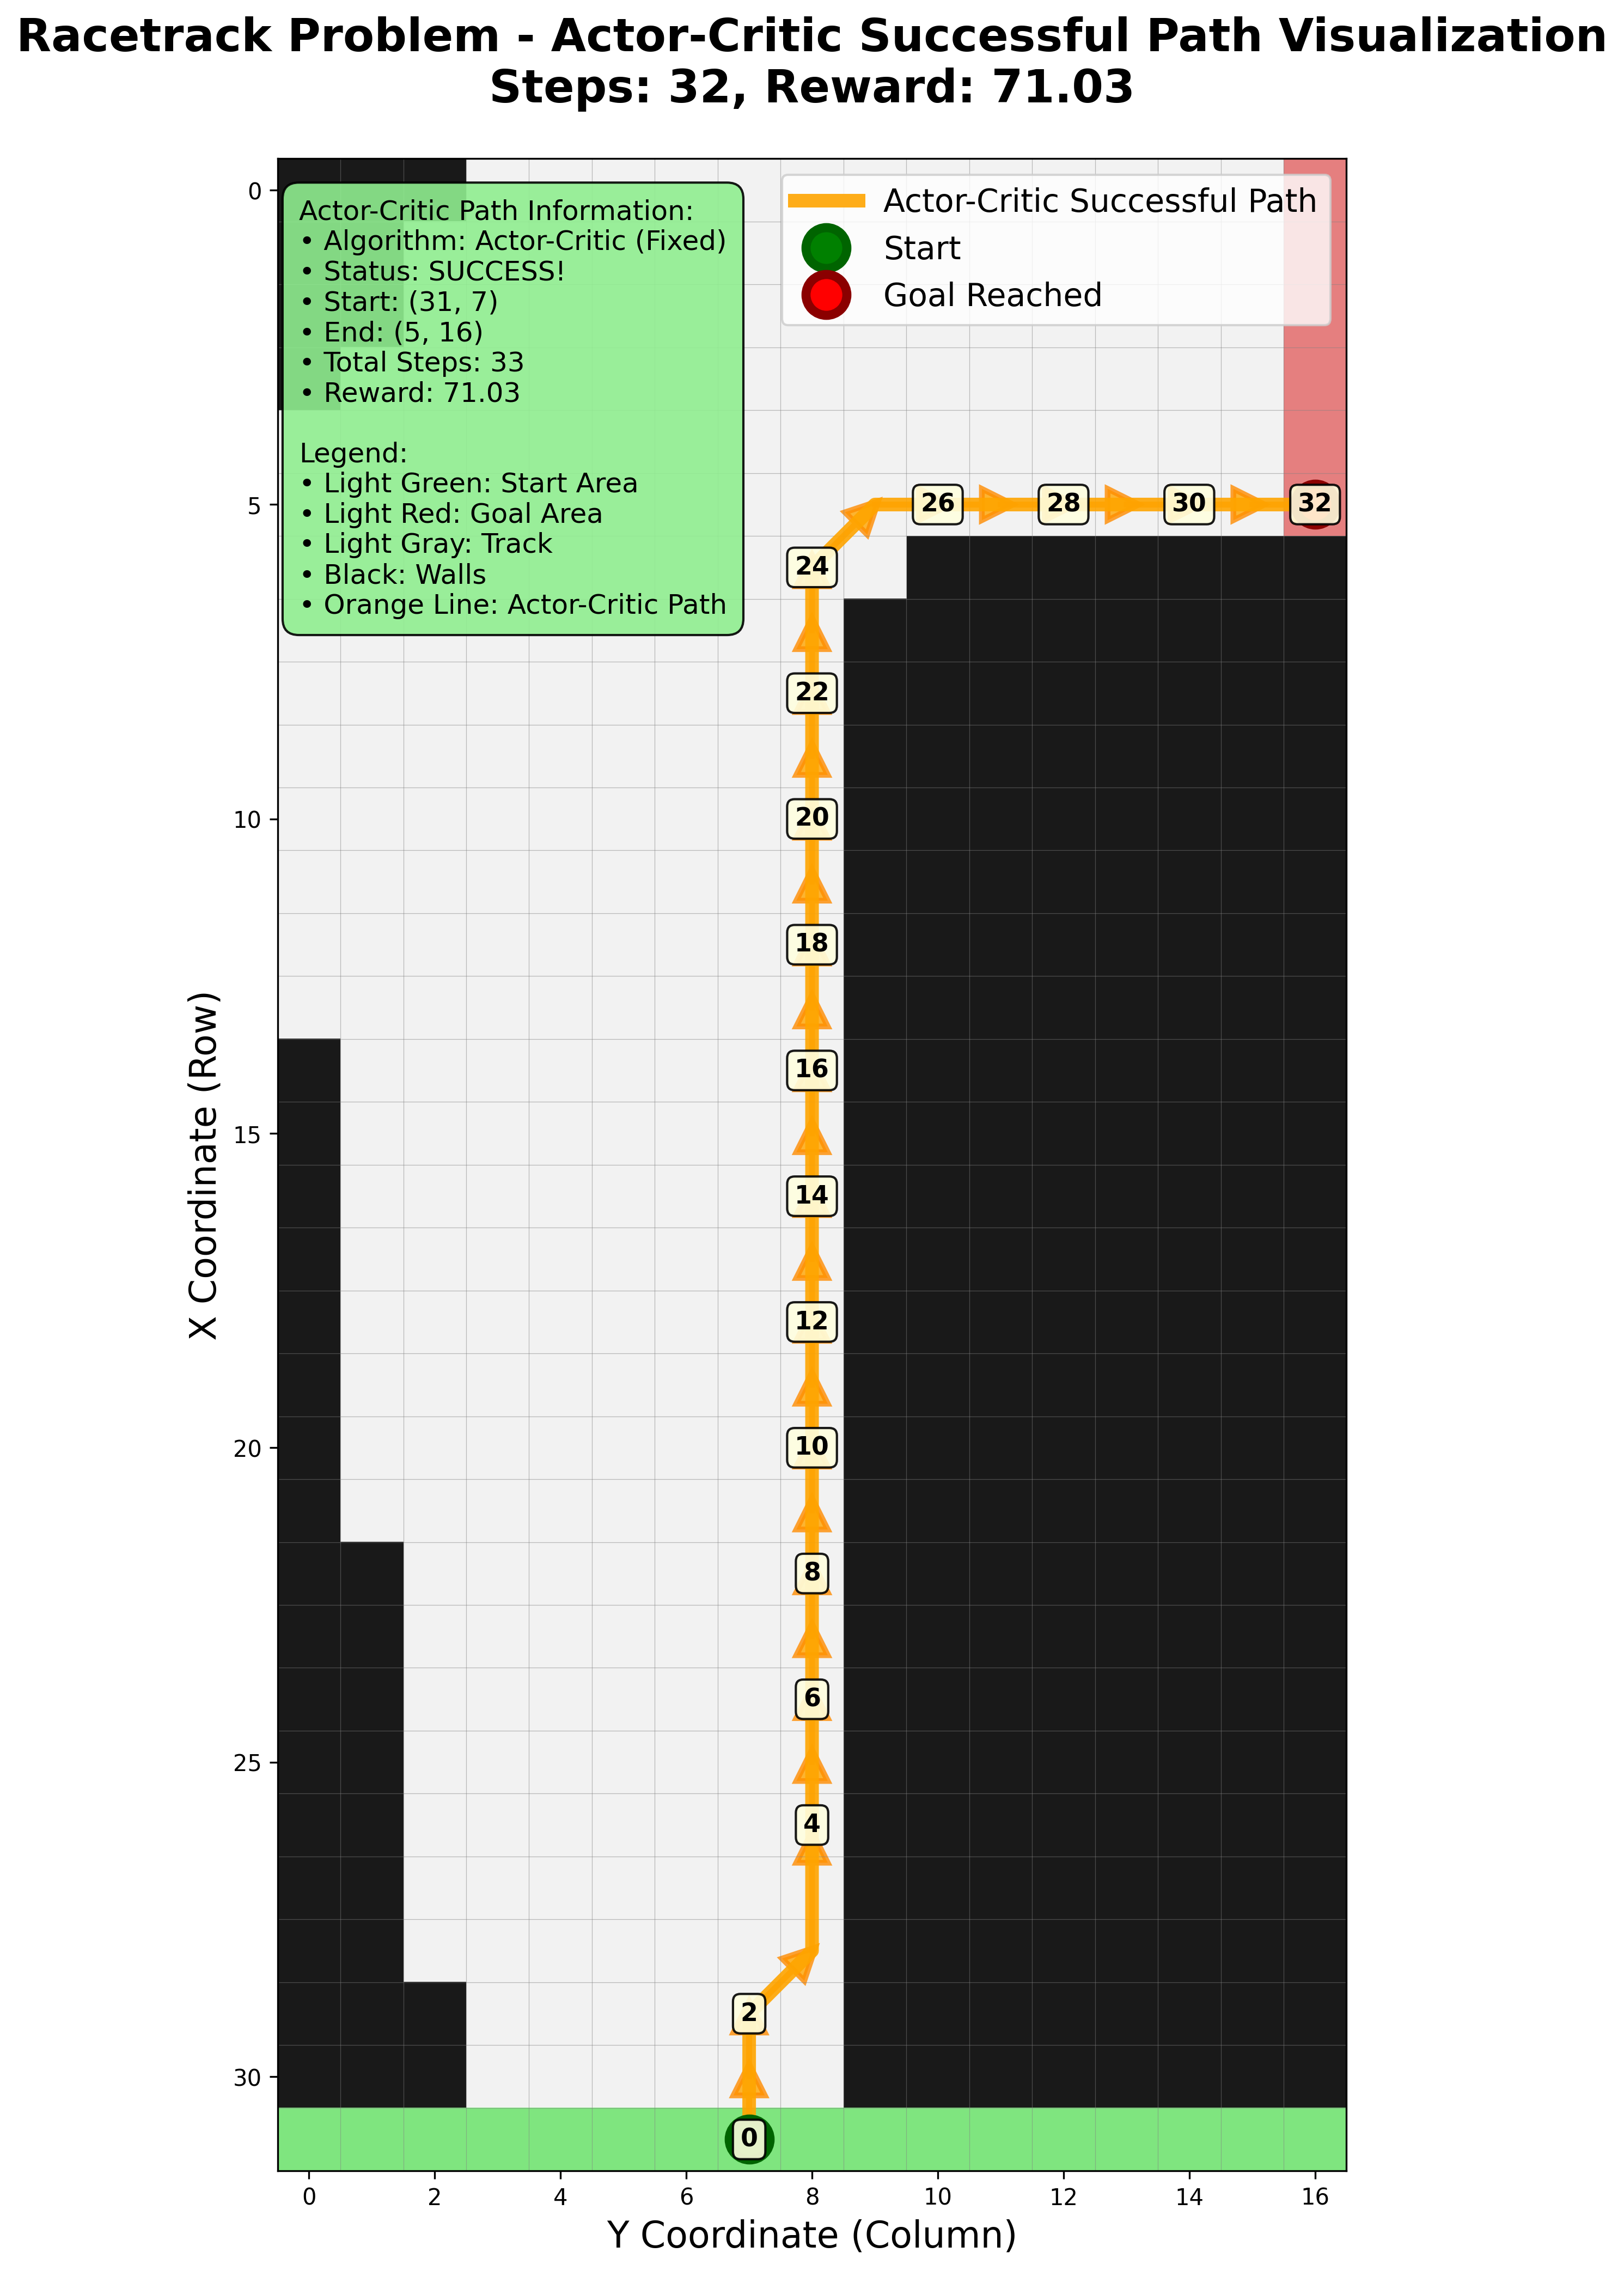 Racetrack Problem - Actor-Critic Successful Path Visualization
Steps: 32, Reward: 71.03
Actor-Critic Path Information:
• Algorithm: Actor-Critic (Fixed)
• Status: SUCCESS!
• Start: (31, 7)
• End: (5, 16)
• Total Steps: 33
• Reward: 71.03
Legend:
• Light Green: Start Area
• Light Red: Goal Area
• Light Gray: Track
• Black: Walls
• Orange Line: Actor-Critic Path
Actor-Critic Successful Path
Start
Goal Reached
X Coordinate (Row)
0
5
10
15
20
25
30
26
28
30
32
24
22
20
18
16
14
12
10
8
6
4
2
0
0
2
4
6
8
10
12
14
16
Y Coordinate (Column)